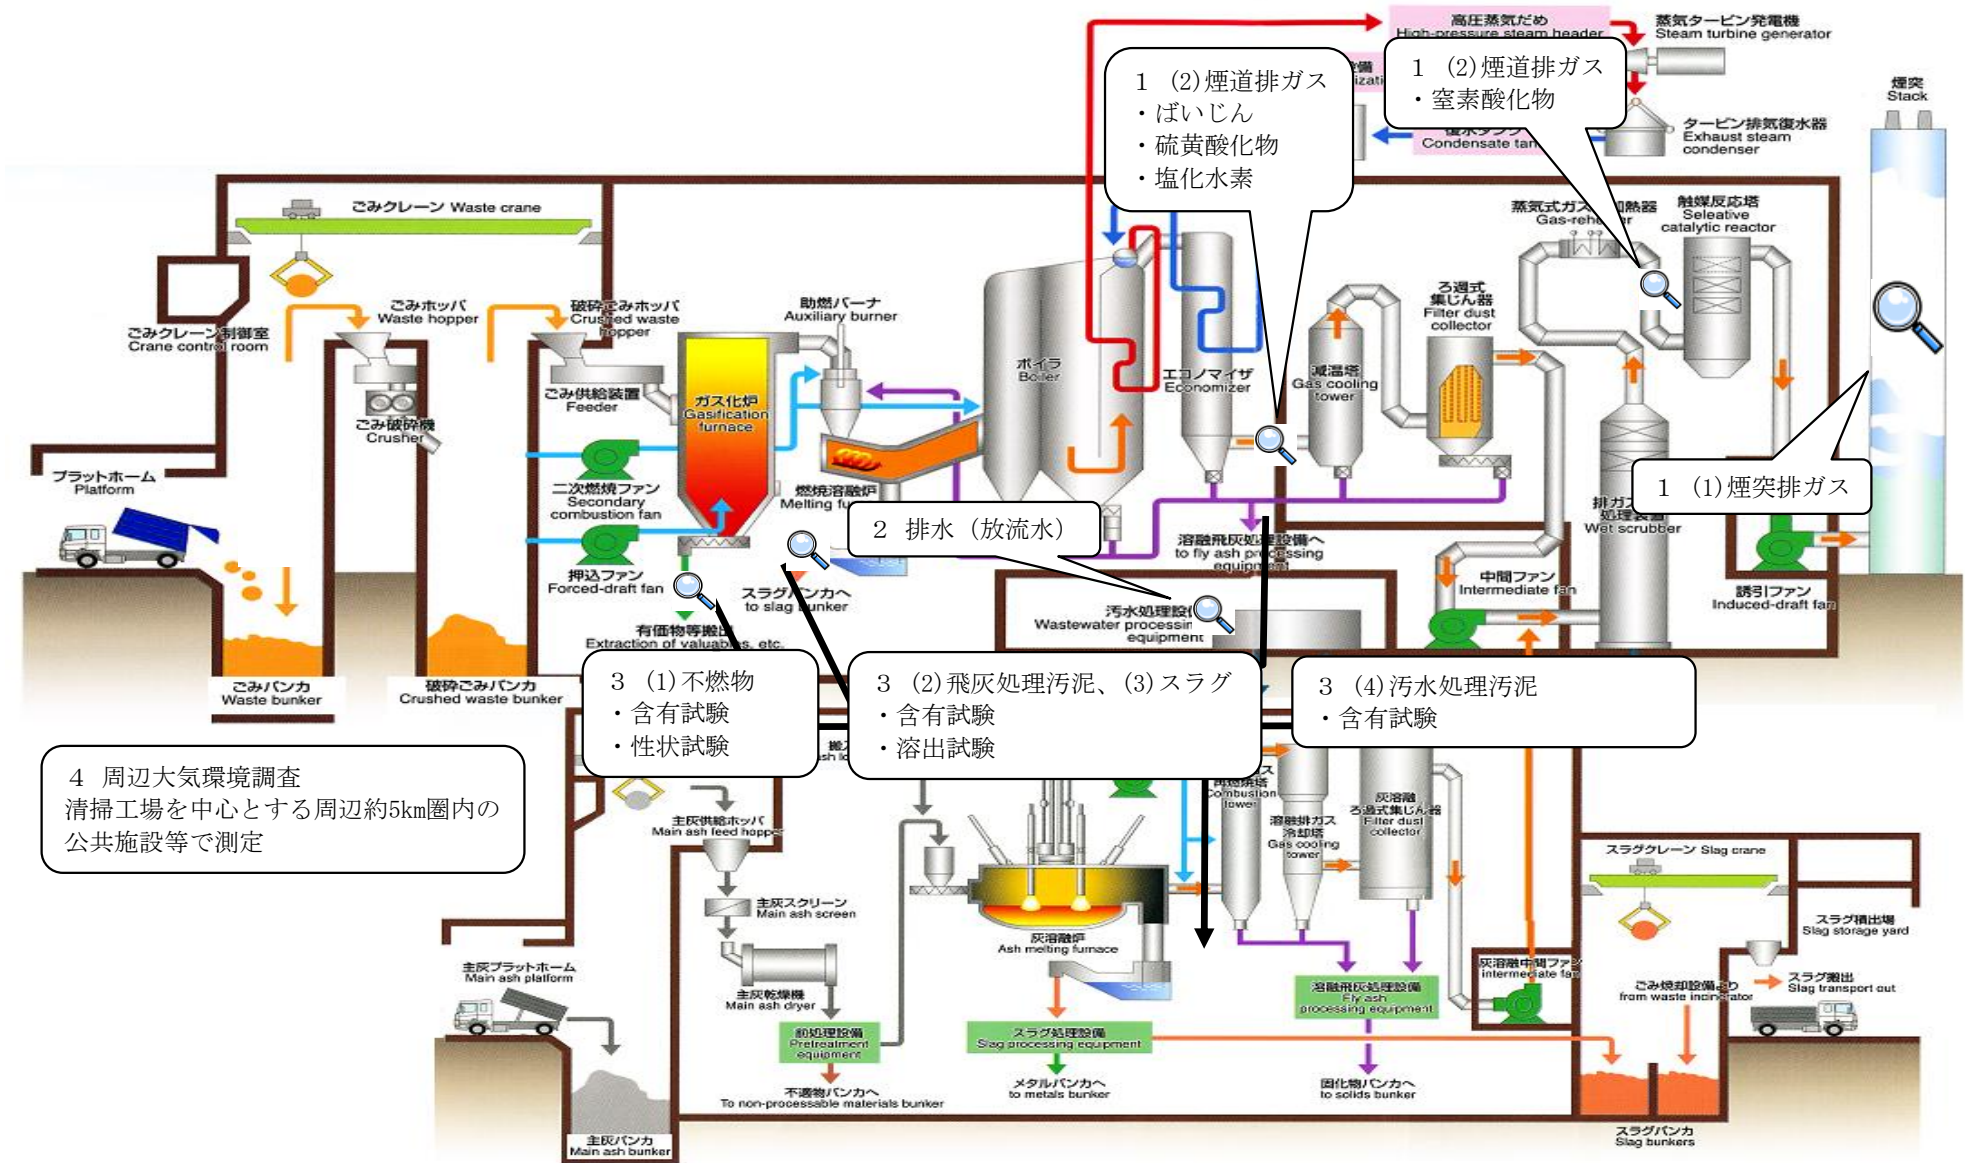 高圧蒸気だめ
High-pressure steam header
蒸気タービン発電機
Steam turbine generator
煙突
Stack
1 (2)煙道排ガス
・ばいじん
・硫黄酸化物
・塩化水素
1 (2)煙道排ガス
・窒素酸化物
タービン排気復水器
Exhaust steam
condenser
Condensate
ごみクレーン Waste crane
触媒反応塔
Seleative
catalytic reactor
蒸気式ガス
ごみクレーン制御室
Crane control room
ごみホッパ
Waste hopper
破砕ごみホッパ
Crushed waste
hopper
助燃バーナ
Auxiliary burner
ろ過式
集じん器
Filter dust
collector
ボイラ
Boiler
エコノマイザ
Economizer
減温塔
Gas cooling
tower
ごみ供給装置
Feeder
ガス化炉
Gasification
furnace
ごみ破砕機
Crusher
プラットホーム
Platform
二次燃焼ファン
Secondary
combustion fan
燃焼溶融炉
Melting
1 (1)煙突排ガス
排ガス
処理装置
Wet scrubber
2 排水（放流水）
溶融飛灰処理設備へ
to fly ash processing
equipment
押込ファン
Forced-draft fan
スラグバンカへ
to slag bunker
中間ファン
Intermediate fan
誘引ファン
Induced-draft fan
汚水処理設
Wastewater
equipment
有価物等搬出
Extraction of valuables, etc.
ごみバンカ
Waste bunker
破砕ごみバンカ
Crushed waste bunker
3 (1)不燃物
・含有試験
・性状試験
3 (2)飛灰処理汚泥、(3)スラグ
・含有試験
・溶出試験
3 (4)汚水処理汚泥
・含有試験
4 周辺大気環境調査
清掃工場を中心とする周辺約5km圏内の
公共施設等で測定
再燃焼塔
Combustion
tower
灰溶融
ろ過式集じん器
Filter dust
collector
溶融排ガス
冷却塔
Gas cooling
tower
主灰供給ホッパ
Main ash feed hopper
スラグクレーン Slag crane
主灰スクリーン
Main ash screen
灰溶融炉
Ash melting furnace
スラグ積出場
Slag storage yard
主灰プラットホーム
Main ash platform
主灰乾燥機
Main ash dryer
溶融飛灰処理設備
Fly ash
processing equipment
灰溶融中間ファン
intermediate fan
ごみ焼却設備より
from waste incinerator
スラグ搬出
Slag transport out
前処理設備
Pretreatment
equipment
スラグ処理設備
Slag processing equipment
不適物バンカへ
To non-processable materials bunker
メタルバンカへ
to metals bunker
固化物バンカへ
to solids bunker
主灰バンカ
Main ash bunker
スラグバンカ
Slag bunkers